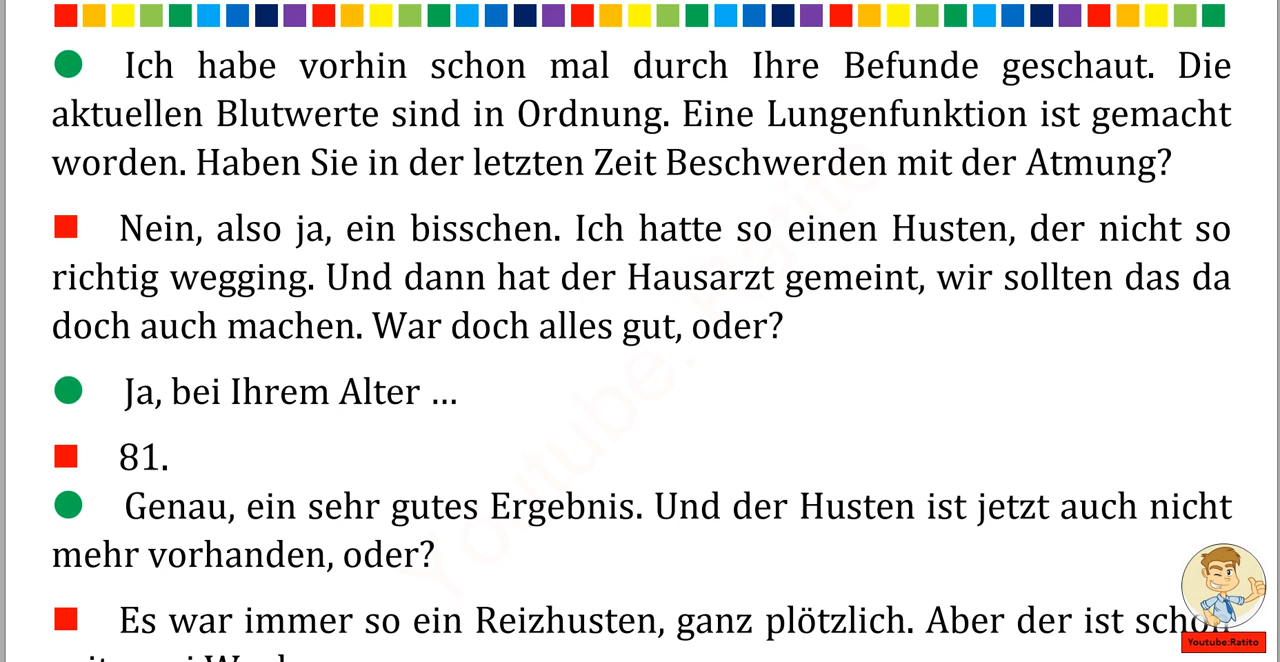 Ich habe vorhin schon mal durch Ihre Befunde geschaut. Die
aktuellen Blutwerte sind in Ordnung. Eine Lungenfunktion ist gemacht
worden. Haben Sie in der letzten Zeit Beschwerden mit der Atmung?
Nein, also ja, ein bisschen. Ich hatte so einen Husten, der nicht so
richtig wegging. Und dann hat der Hausarzt gemeint, wir sollten das da
doch auch machen. War doch alles gut, oder?
Ja, bei Ihrem Alter ...
81.
Genau, ein sehr gutes Ergebnis. Und der Husten ist jetzt auch nicht
mehr vorhanden, oder?
Es war immer so ein Reizhusten, ganz plötzlich. Aber der ist schon
Youtube:Ratito
Youtube: Ratito